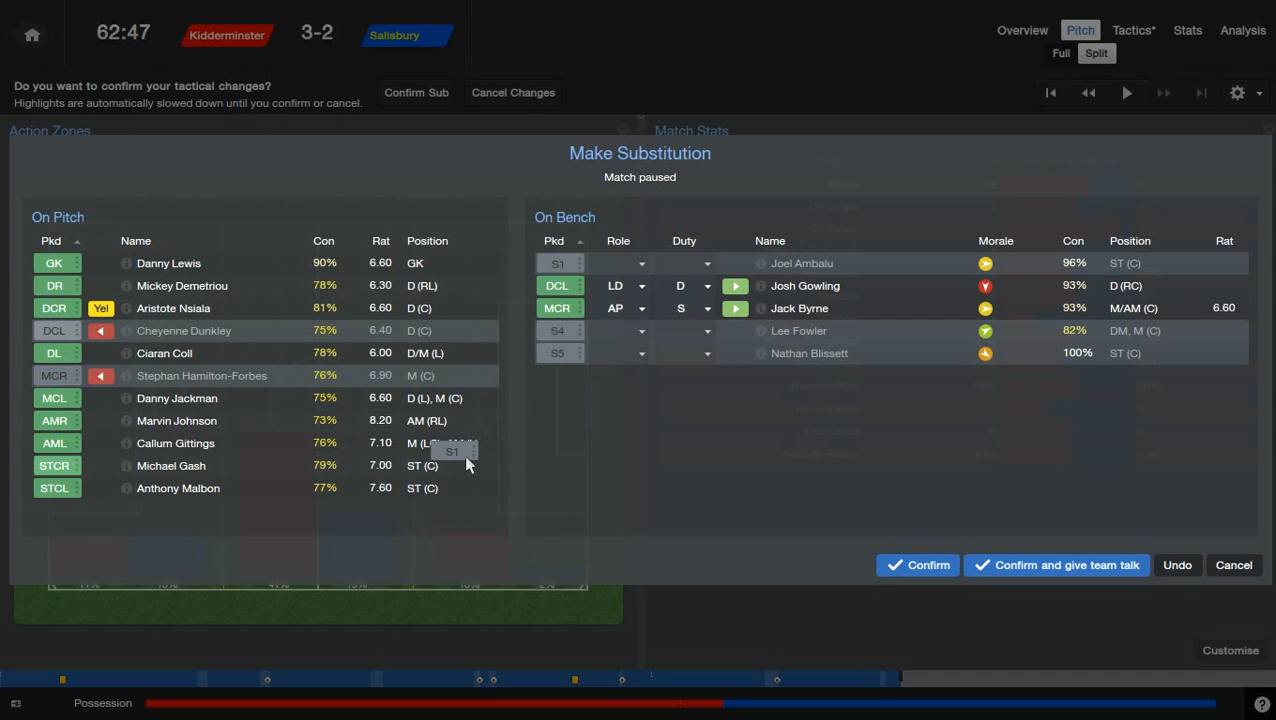 62:47 Kidderminster 3-2 Salisbury
Overview Pitch Tactics* Stats Analysis
Full Split
Do you want to confirm your tactical changes?
Highlights are automatically slowed down until you confirm or cancel.
Confirm Sub Cancel Changes
Action Zones Match Stats
Make Substitution
Match paused
On Pitch
Pkd Name Con Rat Position
GK Danny Lewis 90% 6.60 GK
DR Mickey Demetriou 78% 6.30 D (RL)
DCR Yel Aristote Nsiala 81% 6.60 D (C)
DCL Cheyenne Dunkley 75% 6.40 D (C)
DL Ciaran Coll 78% 6.00 D/M (L)
MCR Stephan Hamilton-Forbes 76% 6.90 M (C)
MCL Danny Jackman 75% 6.60 D (L), M (C)
AMR Marvin Johnson 73% 8.20 AM (RL)
AML Callum Gittings 76% 7.10
S1
STCR Michael Gash 79% 7.00 ST (C)
STCL Anthony Malbon 77% 7.60 ST (C)
On Bench
Pkd Role Duty Name Morale Con Position Rat
S1 Joel Ambalu 96% ST (C)
DCL LD D Josh Gowling 93% D (RC)
MCR AP S Jack Byrne 93% M/AM (C) 6.60
S4 Lee Fowler 82% DM, M (C)
S5 Nathan Blissett 100% ST (C)
Confirm Confirm and give team talk Undo Cancel
Customise
Possession ?